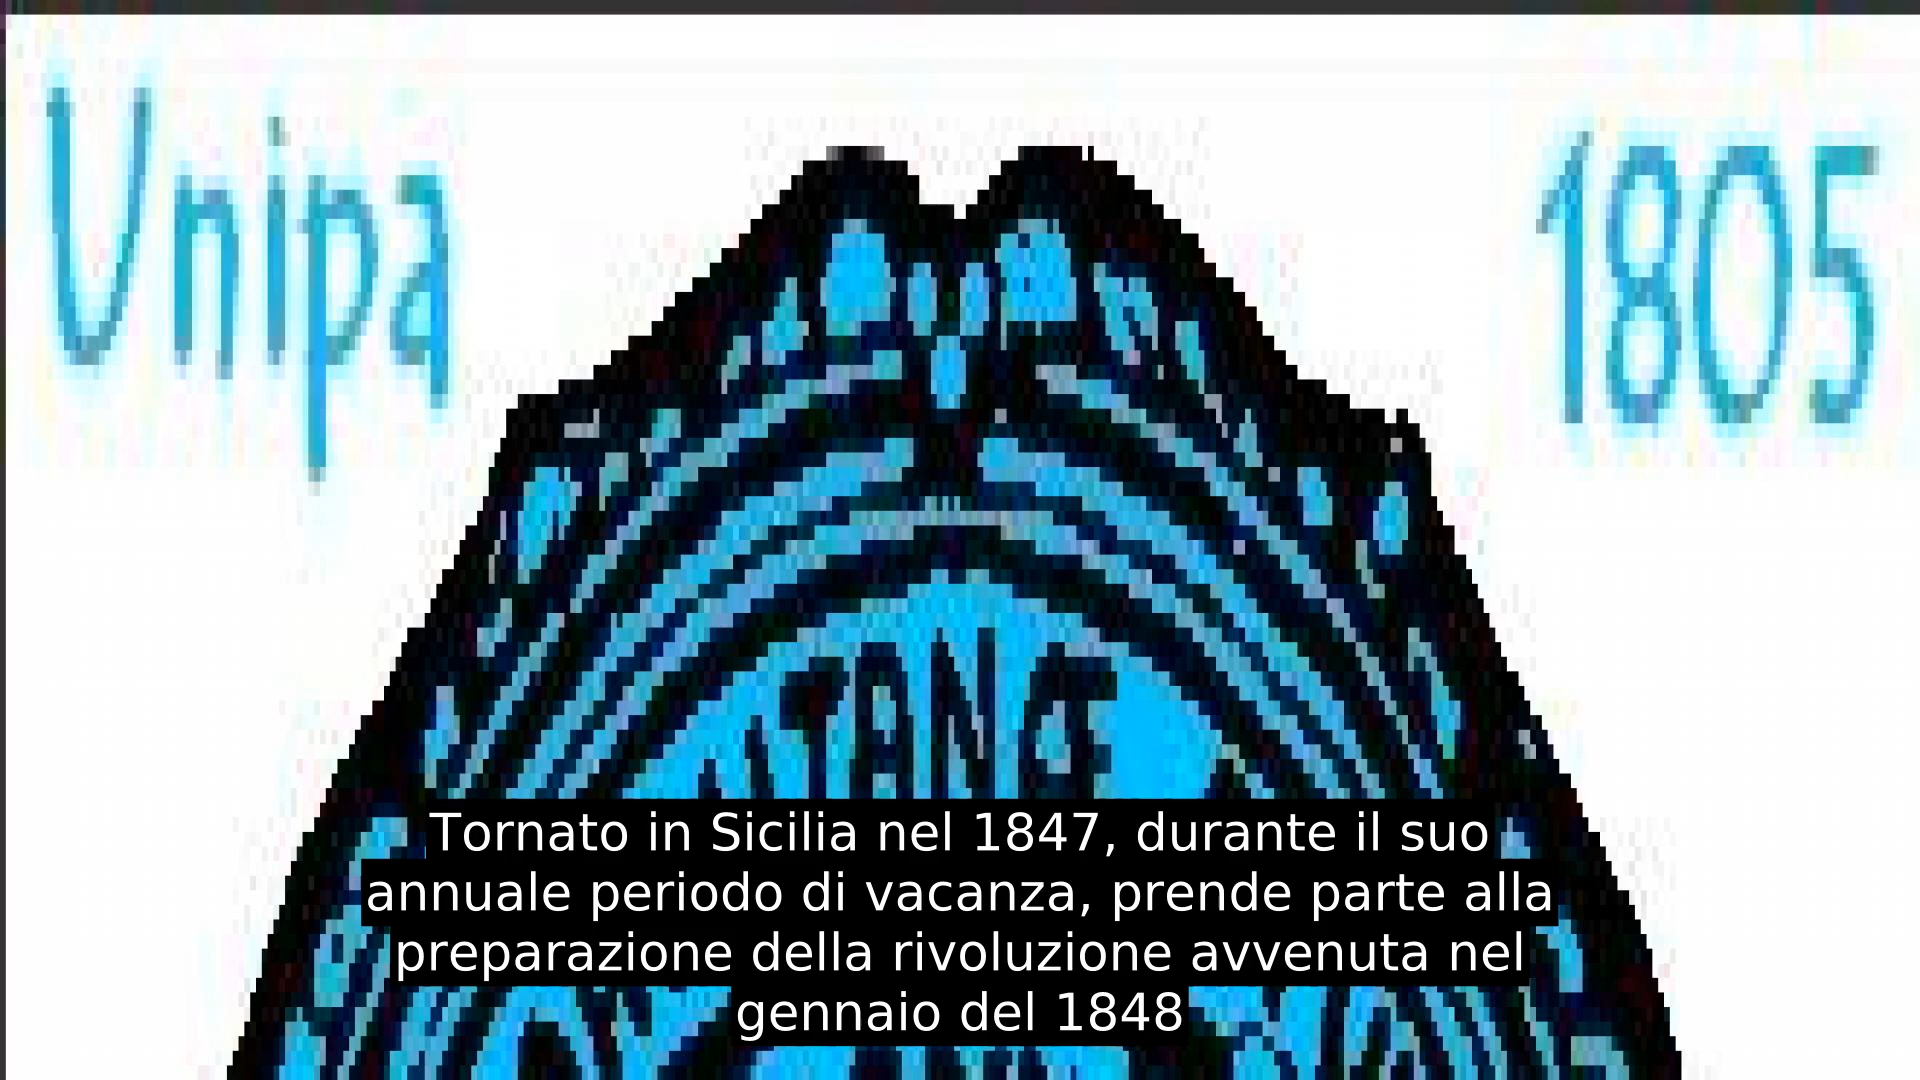 Unipa
1805
Tornato in Sicilia nel 1847, durante il suo
annuale periodo di vacanza, prende parte alla
preparazione della rivoluzione avvenuta nel
gennaio del 1848